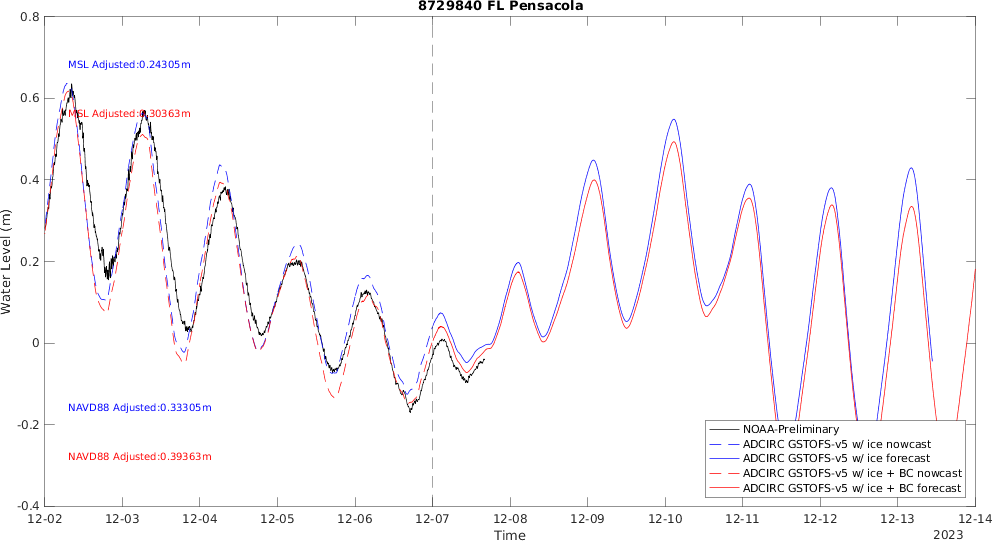 8729840 FL Pensacola
0.8
0.6
0.4
0.2
0
-0.2
-0.4
Water Level (m)
MSL Adjusted:0.24305m
MSL Adjusted:0.30363m
NAVD88 Adjusted:0.33305m
NAVD88 Adjusted:0.39363m
NOAA-Preliminary
ADCIRC GSTOFS-v5 w/ ice nowcast
ADCIRC GSTOFS-v5 w/ ice forecast
ADCIRC GSTOFS-v5 w/ ice + BC nowcast
ADCIRC GSTOFS-v5 w/ ice + BC forecast
12-02 12-03 12-04 12-05 12-06 12-07 12-08 12-09 12-10 12-11 12-12 12-13 12-14
Time
2023